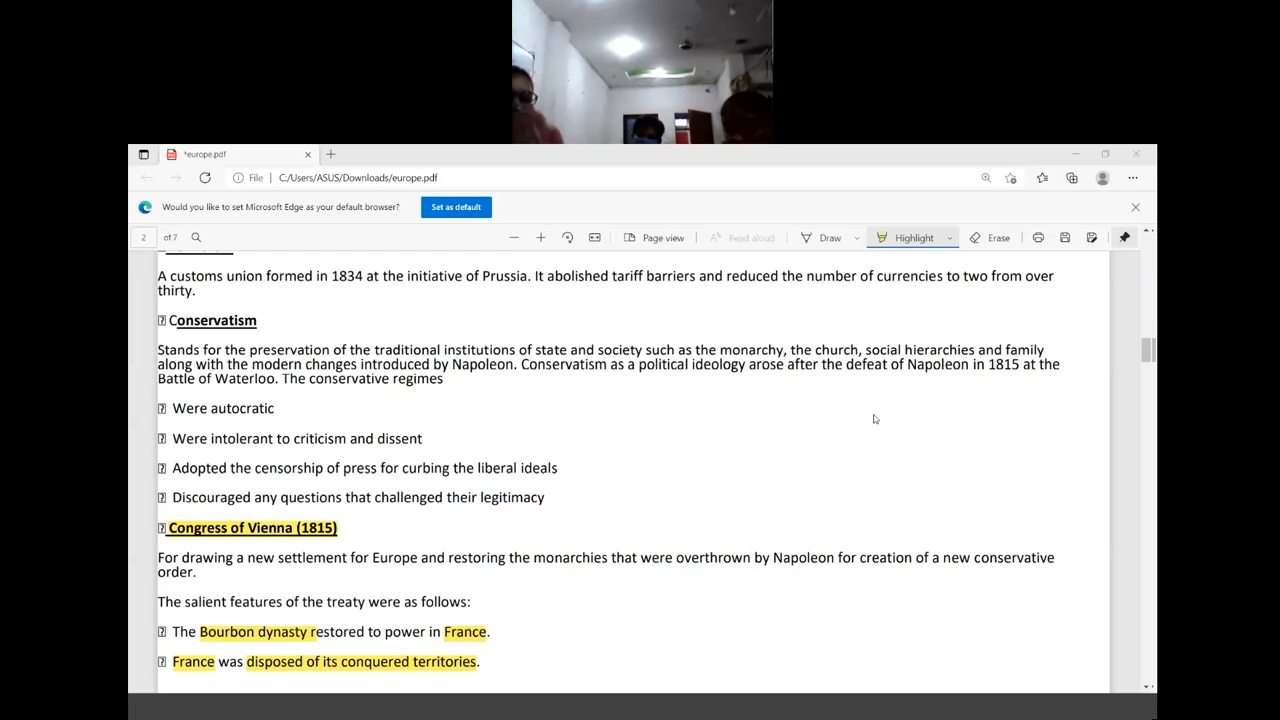 *europe.pdf
File
C:/Users/ASUS/Downloads/europe.pdf
Would you like to set Microsoft Edge as your default browser?
Set as default
2 of 7
Page view
Read aloud
Draw
Highlight
Erase
A customs union formed in 1834 at the initiative of Prussia. It abolished tariff barriers and reduced the number of currencies to two from over
thirty.
Conservatism
Stands for the preservation of the traditional institutions of state and society such as the monarchy, the church, social hierarchies and family
along with the modern changes introduced by Napoleon. Conservatism as a political ideology arose after the defeat of Napoleon in 1815 at the
Battle of Waterloo. The conservative regimes
Were autocratic
Were intolerant to criticism and dissent
Adopted the censorship of press for curbing the liberal ideals
Discouraged any questions that challenged their legitimacy
Congress of Vienna (1815)
For drawing a new settlement for Europe and restoring the monarchies that were overthrown by Napoleon for creation of a new conservative
order.
The salient features of the treaty were as follows:
The Bourbon dynasty restored to power in France.
France was disposed of its conquered territories.